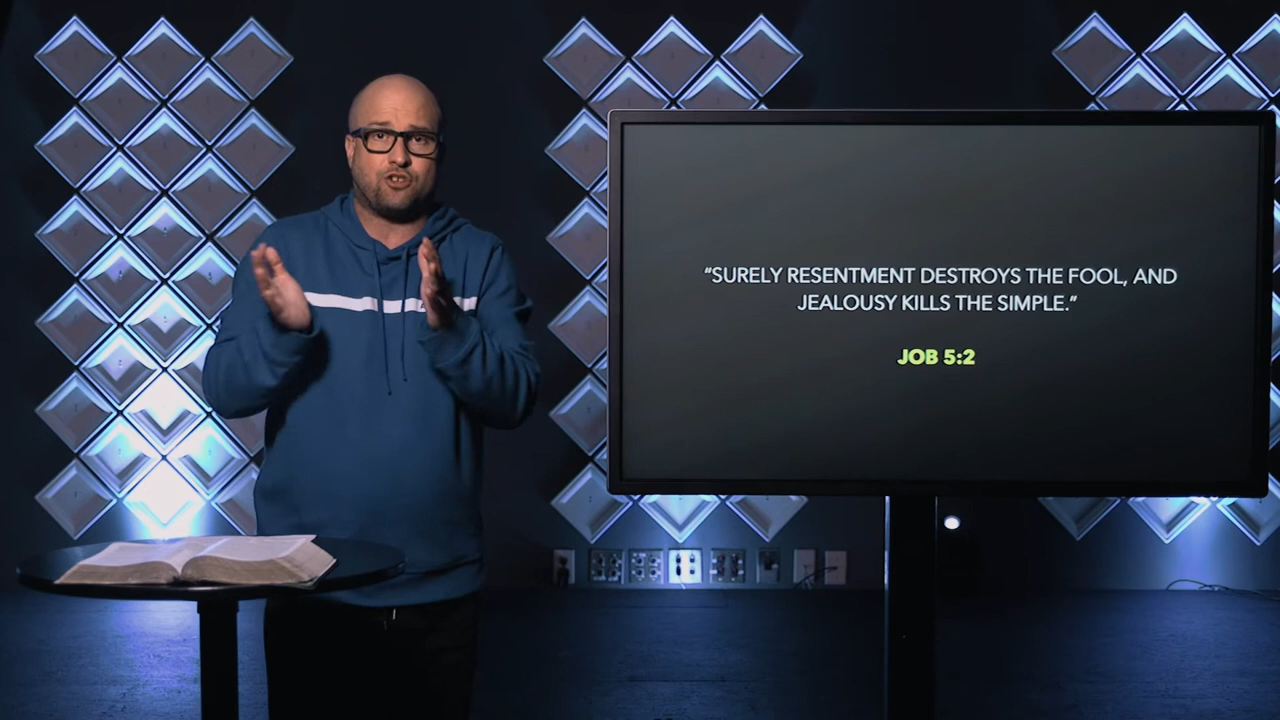 "SURELY RESENTMENT DESTROYS THE FOOL, AND
JEALOUSY KILLS THE SIMPLE."
JOB 5:2